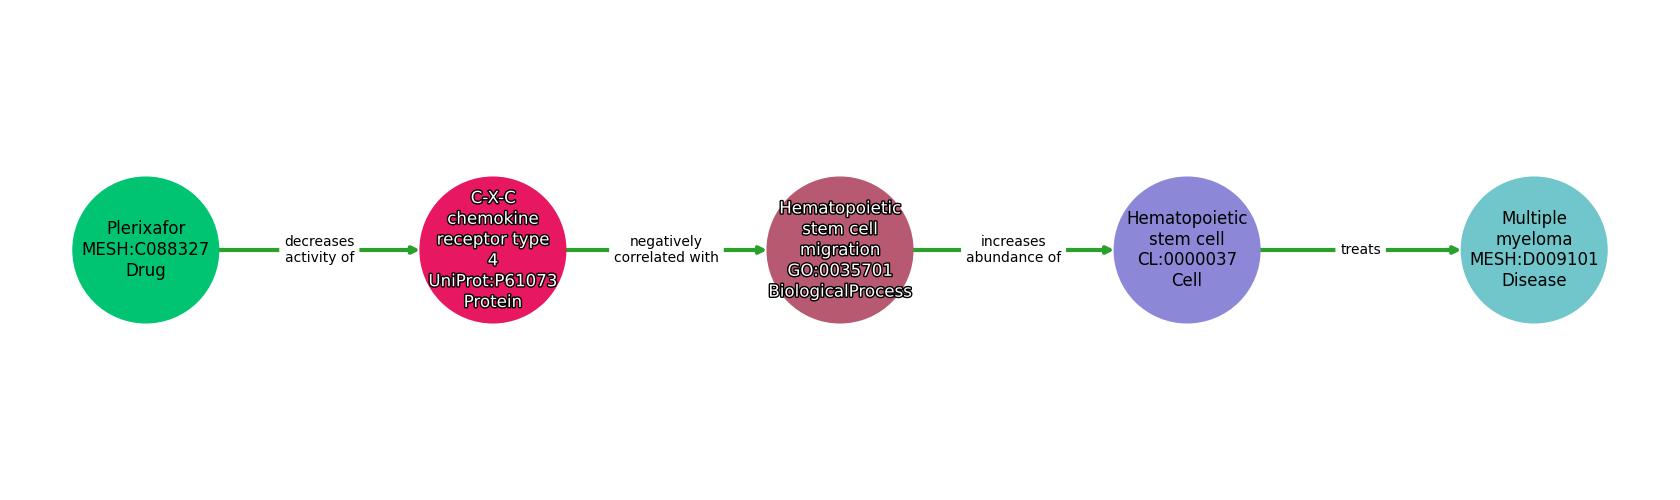 Plerixafor
MESH:C088327
Drug
decreases
activity of
C-X-C
chemokine
receptor type
4
UniProt:P61073
Protein
negatively
correlated with
Hematopoietic
stem cell
migration
GO:0035701
BiologicalProcess
increases
abundance of
Hematopoietic
stem cell
CL:0000037
Cell
treats
Multiple
myeloma
MESH:D009101
Disease